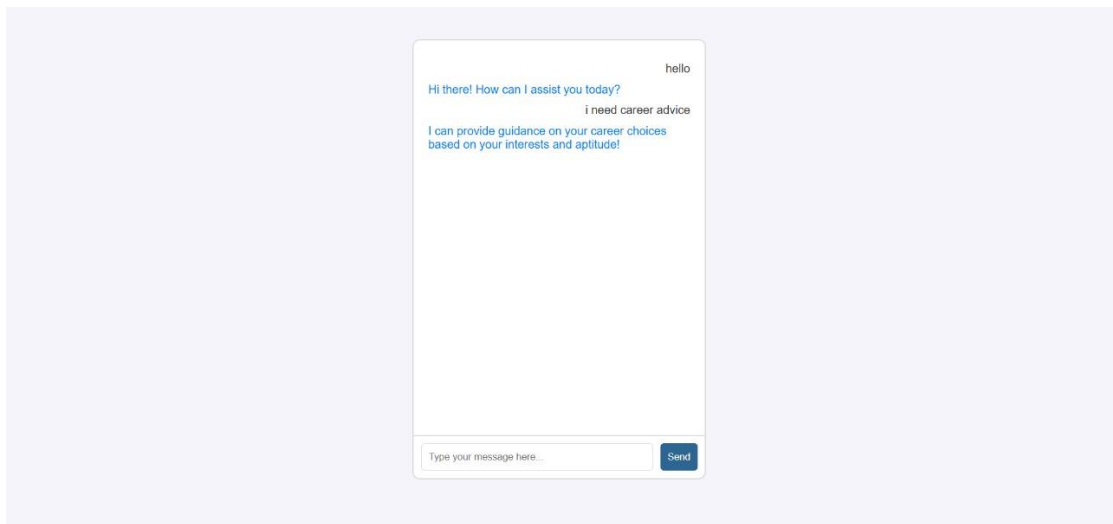 hello
Hi there! How can I assist you today?
i need career advice
I can provide guidance on your career choices
based on your interests and aptitude!
Type your message here...
Send